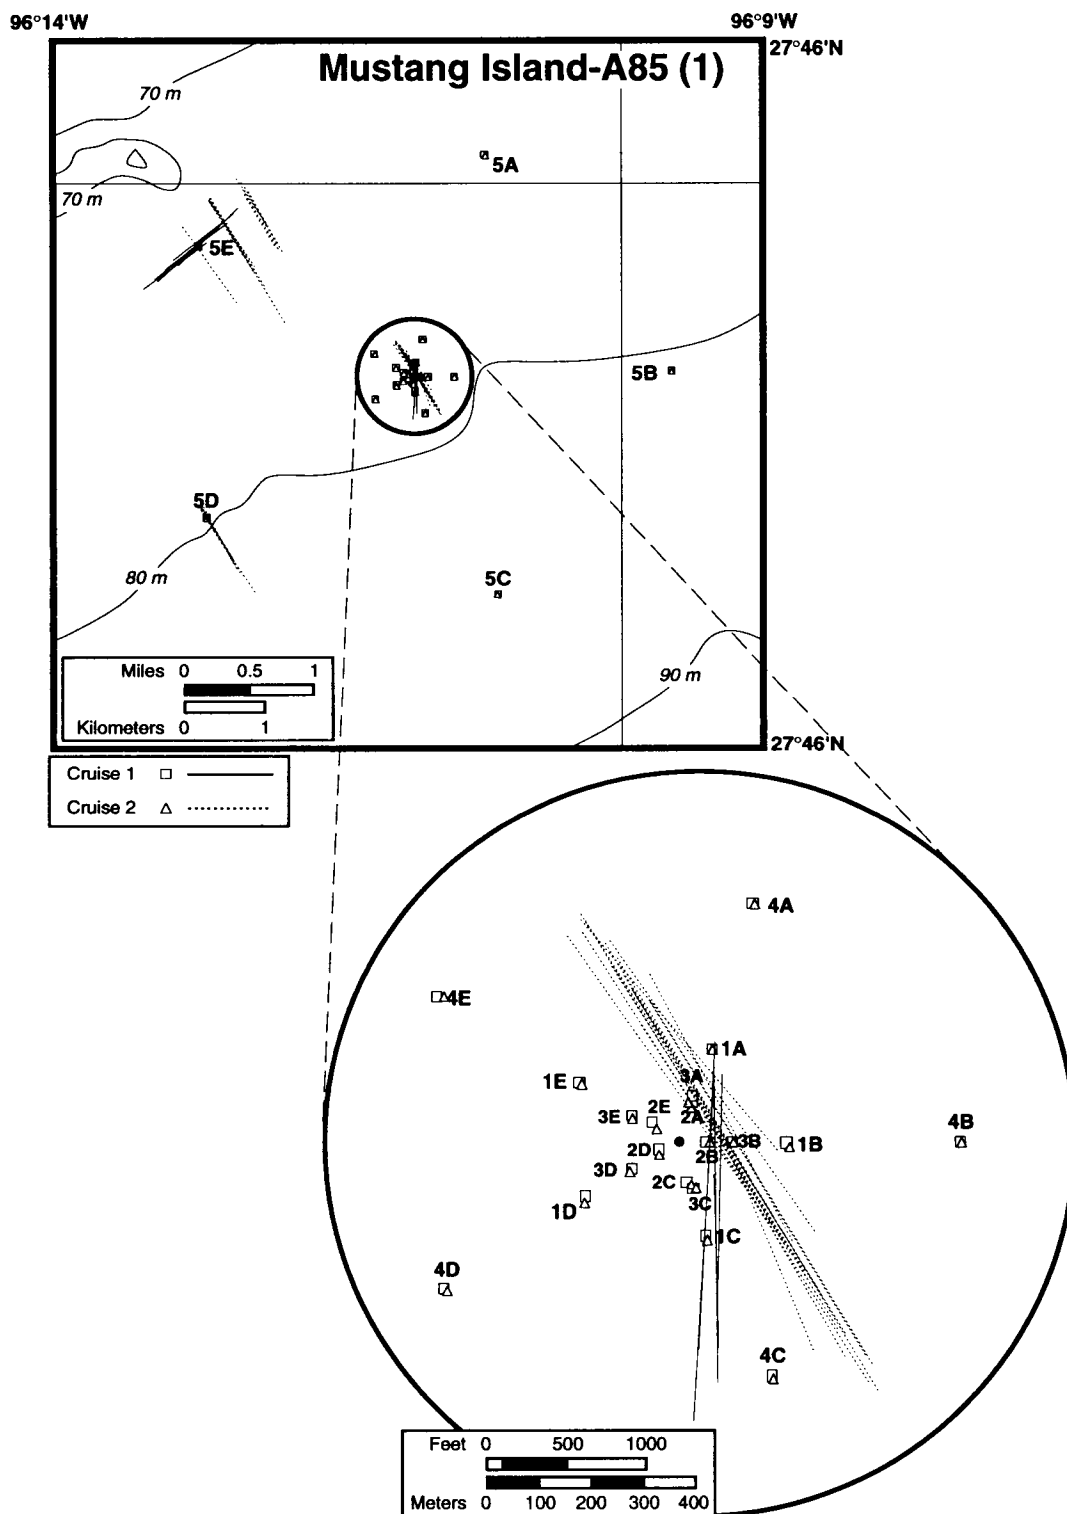 96°14'W
96°9'W
27°46'N
Mustang Island-A85 (1)
70 m
5A
70 m
5E
5B
5D
80 m
5C
90 m
Miles 0 0.5 1
Kilometers 0 1
27°46'N
Cruise 1
Cruise 2
4A
4E
1A
1E
3A
2E
3E
2A
4B
2B
3B
1B
2D
3D
2C
3C
1D
1C
4D
4C
Feet 0 500 1000
Meters 0 100 200 300 400